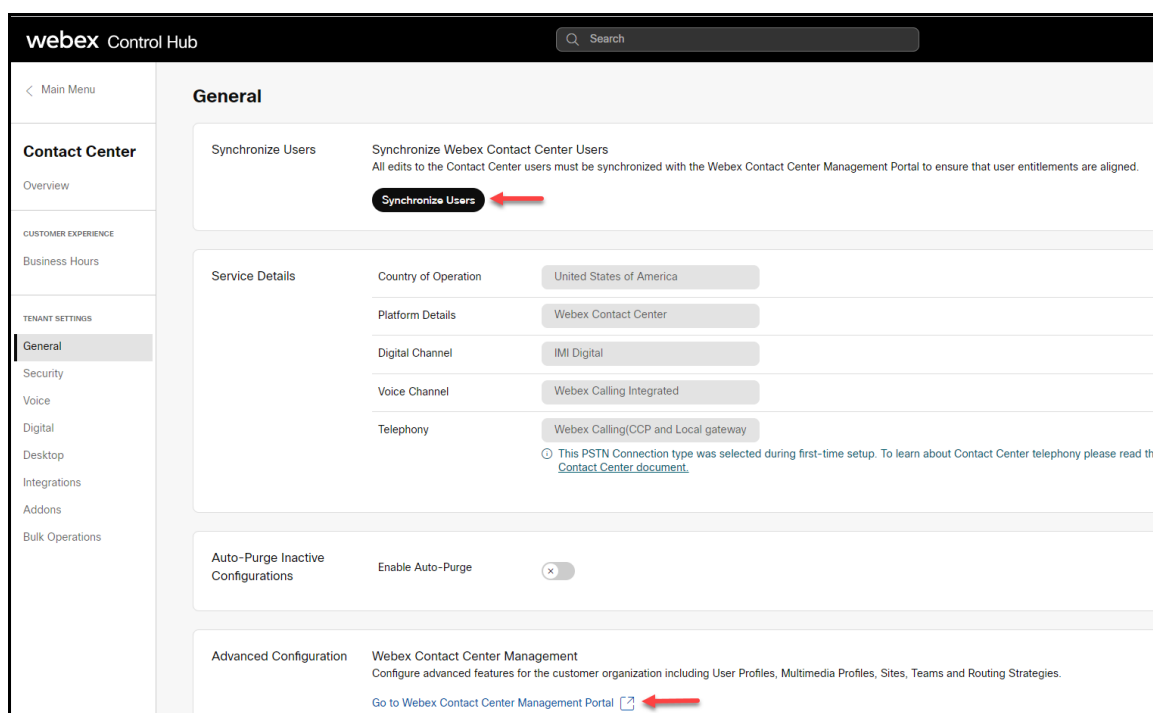 webex Control Hub
Search
Main Menu
Contact Center
Overview
CUSTOMER EXPERIENCE
Business Hours
TENANT SETTINGS
General
Security
Voice
Digital
Desktop
Integrations
Addons
Bulk Operations
General
Synchronize Users
Synchronize Webex Contact Center Users
All edits to the Contact Center users must be synchronized with the Webex Contact Center Management Portal to ensure that user entitlements are aligned.
Synchronize Users
Service Details
Country of Operation
United States of America
Platform Details
Webex Contact Center
Digital Channel
IMI Digital
Voice Channel
Webex Calling Integrated
Telephony
Webex Calling(CCP and Local gateway
This PSTN Connection type was selected during first-time setup. To learn about Contact Center telephony please read th
Contact Center document.
Auto-Purge Inactive
Configurations
Enable Auto-Purge
Advanced Configuration
Webex Contact Center Management
Configure advanced features for the customer organization including User Profiles, Multimedia Profiles, Sites, Teams and Routing Strategies.
Go to Webex Contact Center Management Portal